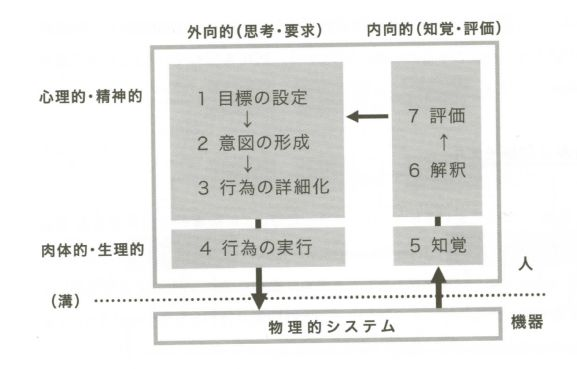 外向的(思考・要求)
内向的(知覚・評価)
心理的・精神的
1 目標の設定
↓
2 意図の形成
↓
3 行為の詳細化
7 評価
↑
6 解釈
肉体的・生理的
4 行為の実行
5 知覚
人
(溝)
物理的システム
機器